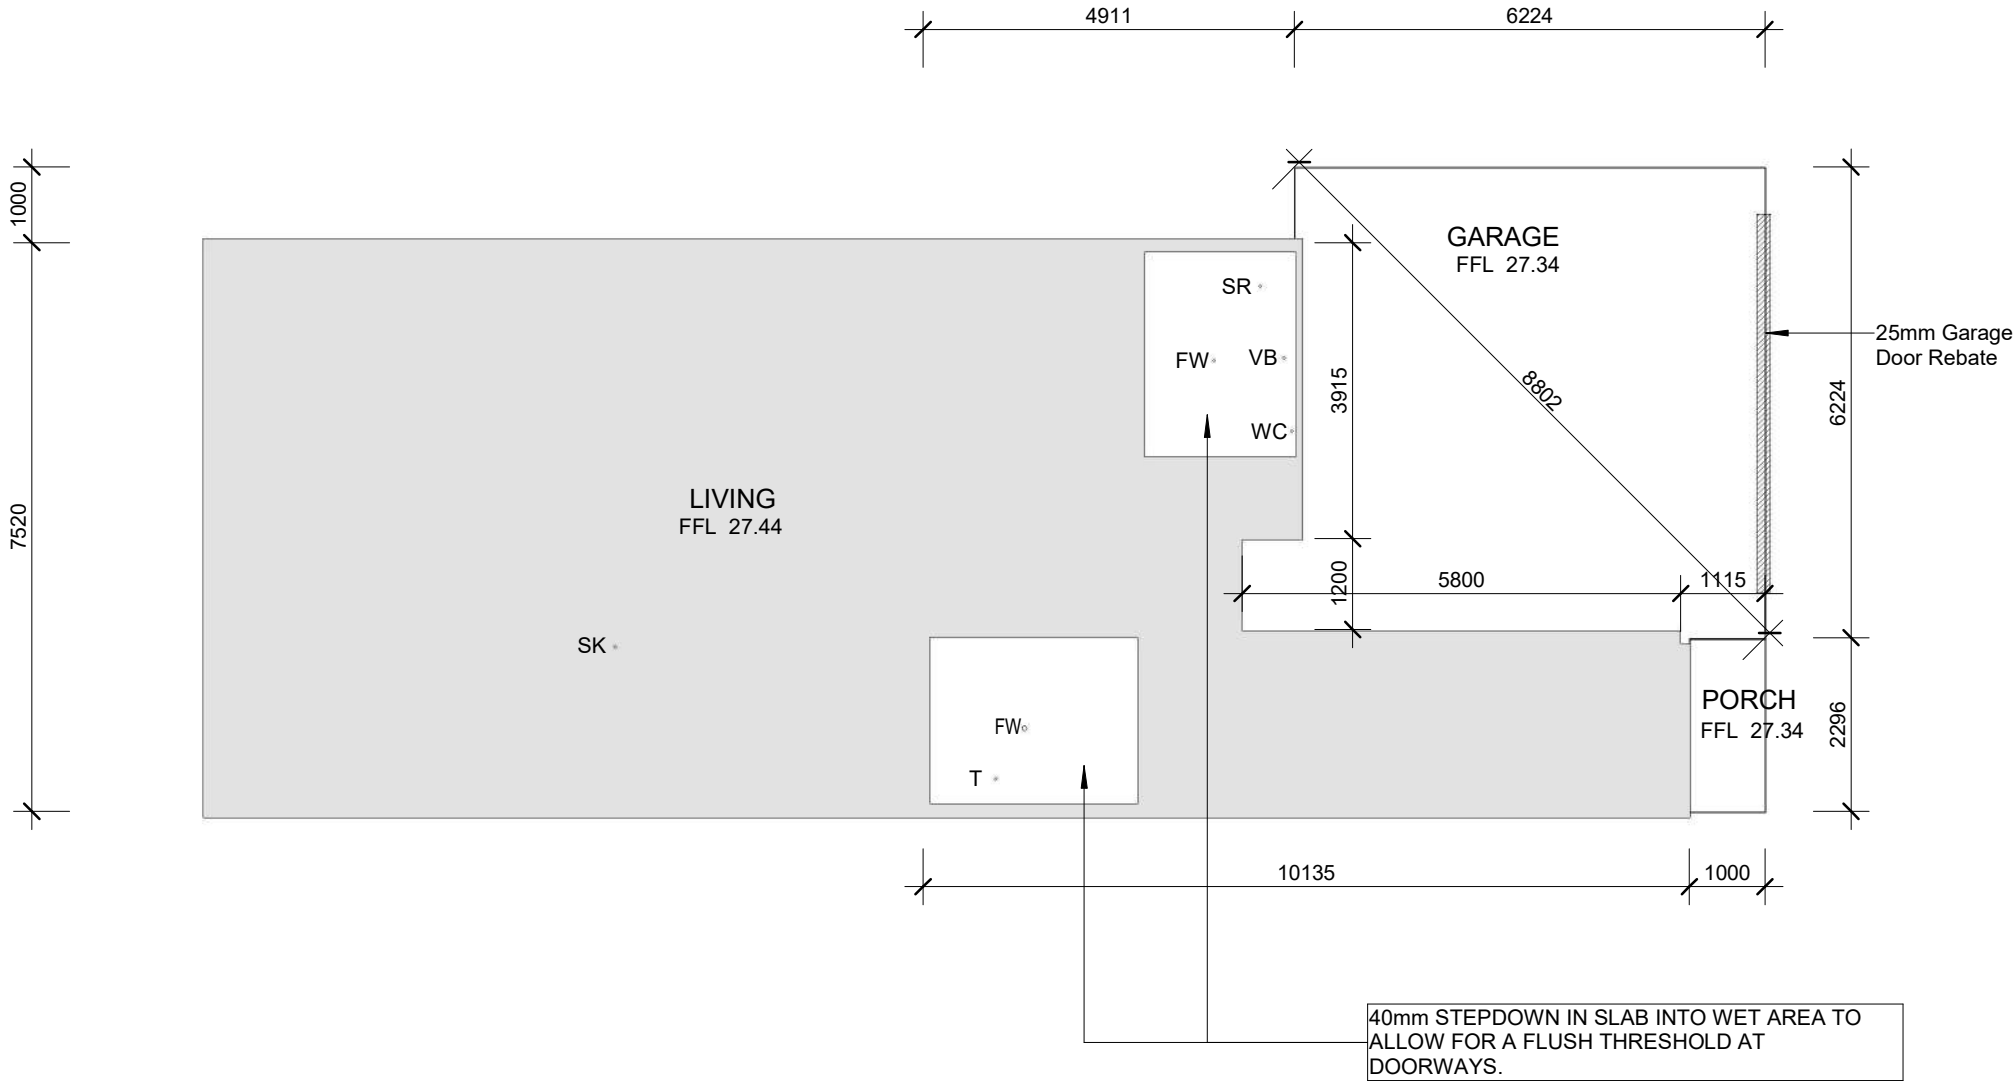 4911
6224
1000
GARAGE
FFL 27.34
SR
25mm Garage
Door Rebate
FW
VB
3915
8802
6224
WC
LIVING
FFL 27.44
7520
1200
5800
1115
SK
PORCH
FFL 27.34
2296
FW
T
10135
1000
40mm STEPDOWN IN SLAB INTO WET AREA TO
ALLOW FOR A FLUSH THRESHOLD AT
DOORWAYS.